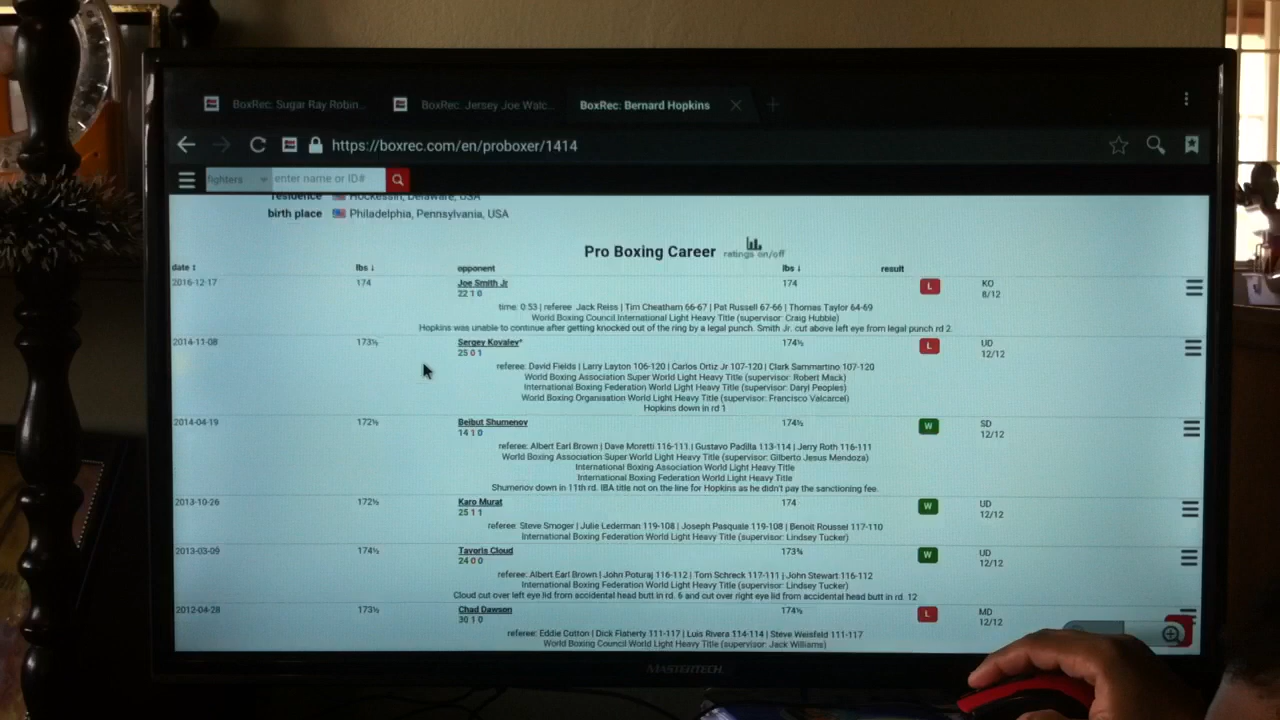 BoxRec: Sugar Ray Robin... BoxRec: Jersey Joe Walc... BoxRec: Bernard Hopkins
https://boxrec.com/en/proboxer/1414
fighters enter name or ID#
residence Hockessin, Delaware, USA
birth place Philadelphia, Pennsylvania, USA
Pro Boxing Career ratings on/off
date lbs opponent lbs result
2016-12-17 174 Joe Smith Jr 174 L KO
22 1 0 8/12
time: 0:53 | referee Jack Reiss | Tim Cheatham 66-67 | Pat Russell 67-66 | Thomas Taylor 64-69
World Boxing Council International Light Heavy Title (supervisor: Craig Hubble)
Hopkins was unable to continue after getting knocked out of the ring by a legal punch. Smith Jr. cut above left eye from legal punch rd 2.
2014-11-08 173½ Sergey Kovalev* 174½ L UD
25 0 1 12/12
referee: David Fields | Larry Layton 106-120 | Carlos Ortiz Jr 107-120 | Clark Sammartino 107-120
World Boxing Association Super World Light Heavy Title (supervisor: Robert Mack)
International Boxing Federation World Light Heavy Title (supervisor: Daryl Peoples)
World Boxing Organisation World Light Heavy Title (supervisor: Francisco Valcarcel)
Hopkins down in rd 1
2014-04-19 172½ Beibut Shumenov 174½ W SD
14 1 0 12/12
referee: Albert Earl Brown | Dave Moretti 116-111 | Gustavo Padilla 113-114 | Jerry Roth 116-111
World Boxing Association Super World Light Heavy Title (supervisor: Gilberto Jesus Mendoza)
International Boxing Association World Light Heavy Title
International Boxing Federation World Light Heavy Title
Shumenov down in 11th rd. IBA title not on the line for Hopkins as he didn't pay the sanctioning fee.
2013-10-26 172½ Karo Murat 174 W UD
25 1 1 12/12
referee: Steve Smoger | Julie Lederman 119-108 | Joseph Pasquale 119-108 | Benoit Roussel 117-110
International Boxing Federation World Light Heavy Title (supervisor: Lindsey Tucker)
2013-03-09 174½ Tavoris Cloud 173¾ W UD
24 0 0 12/12
referee: Albert Earl Brown | John Poturaj 116-112 | Tom Schreck 117-111 | John Stewart 116-112
International Boxing Federation World Light Heavy Title (supervisor: Lindsey Tucker)
Cloud cut over left eye lid from accidental head butt in rd. 6 and cut over right eye lid from accidental head butt in rd. 12
2012-04-28 173½ Chad Dawson 174½ L MD
30 1 0 12/12
referee: Eddie Cotton | Dick Flaherty 111-117 | Luis Rivera 114-114 | Steve Weisfeld 111-117
World Boxing Council World Light Heavy Title (supervisor: Jack Williams)
MASTERTECH